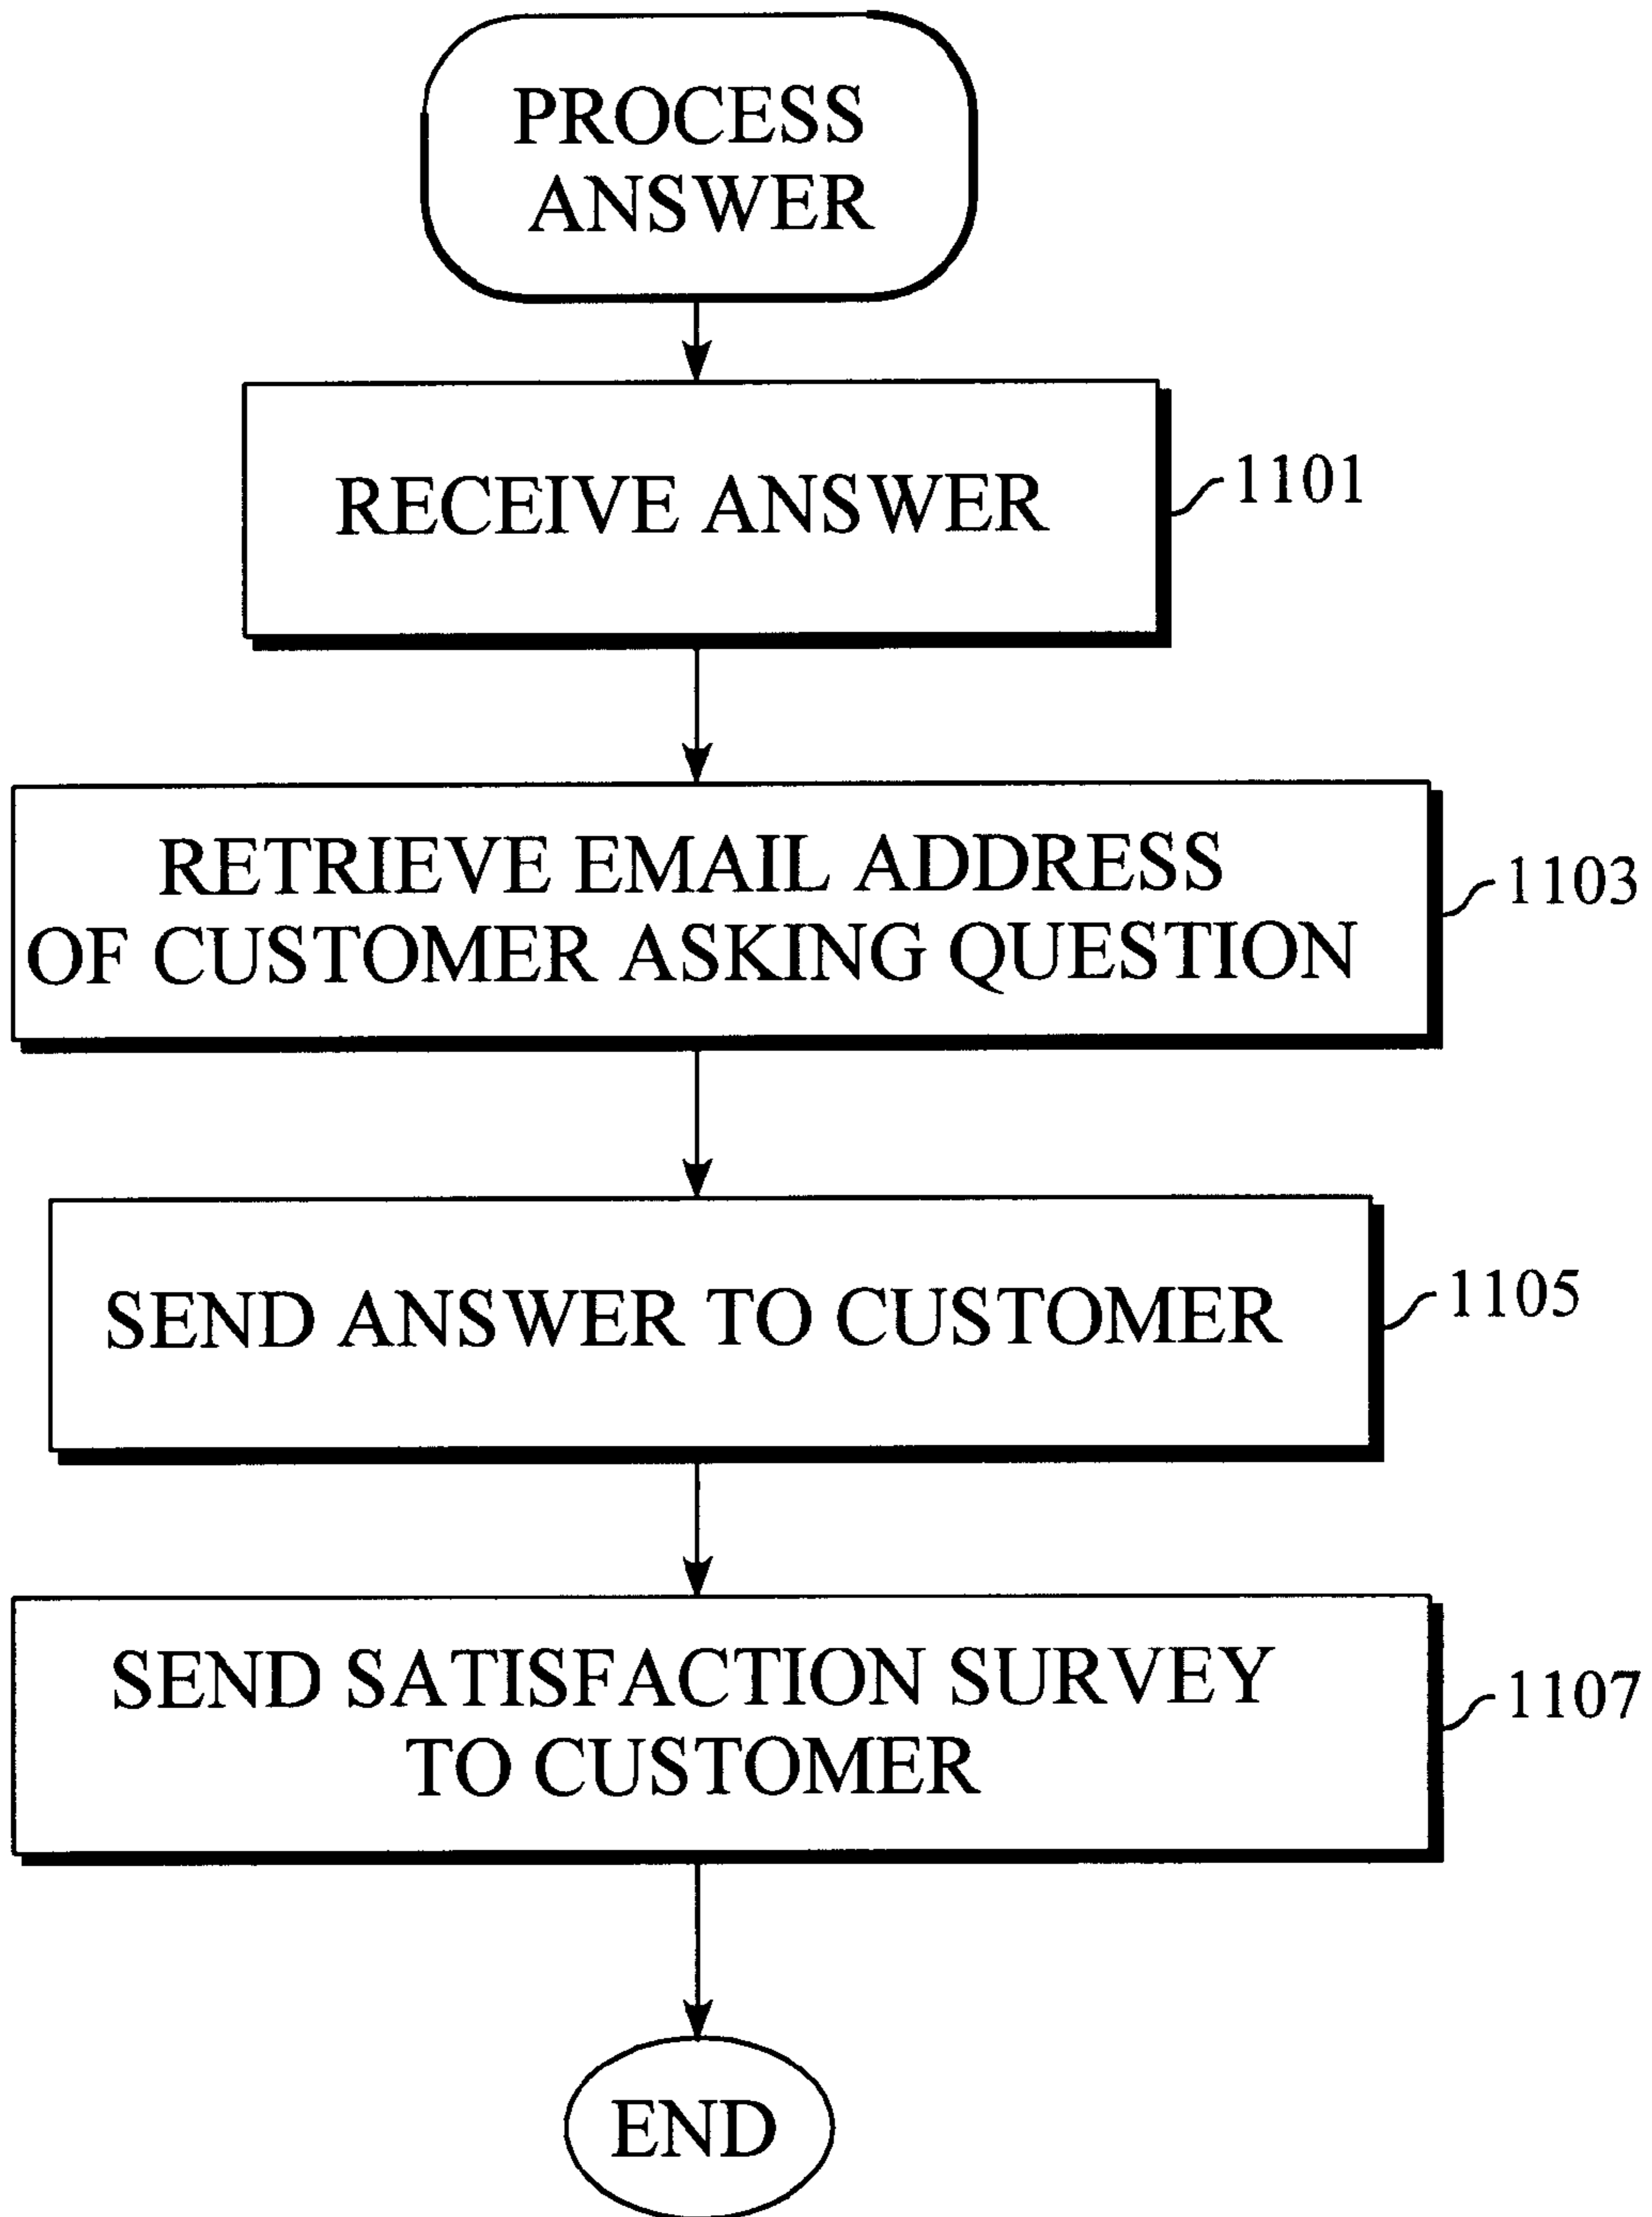 PROCESS
ANSWER
RECEIVE ANSWER
1101
RETRIEVE EMAIL ADDRESS
OF CUSTOMER ASKING QUESTION
1103
SEND ANSWER TO CUSTOMER
1105
SEND SATISFACTION SURVEY
TO CUSTOMER
1107
END